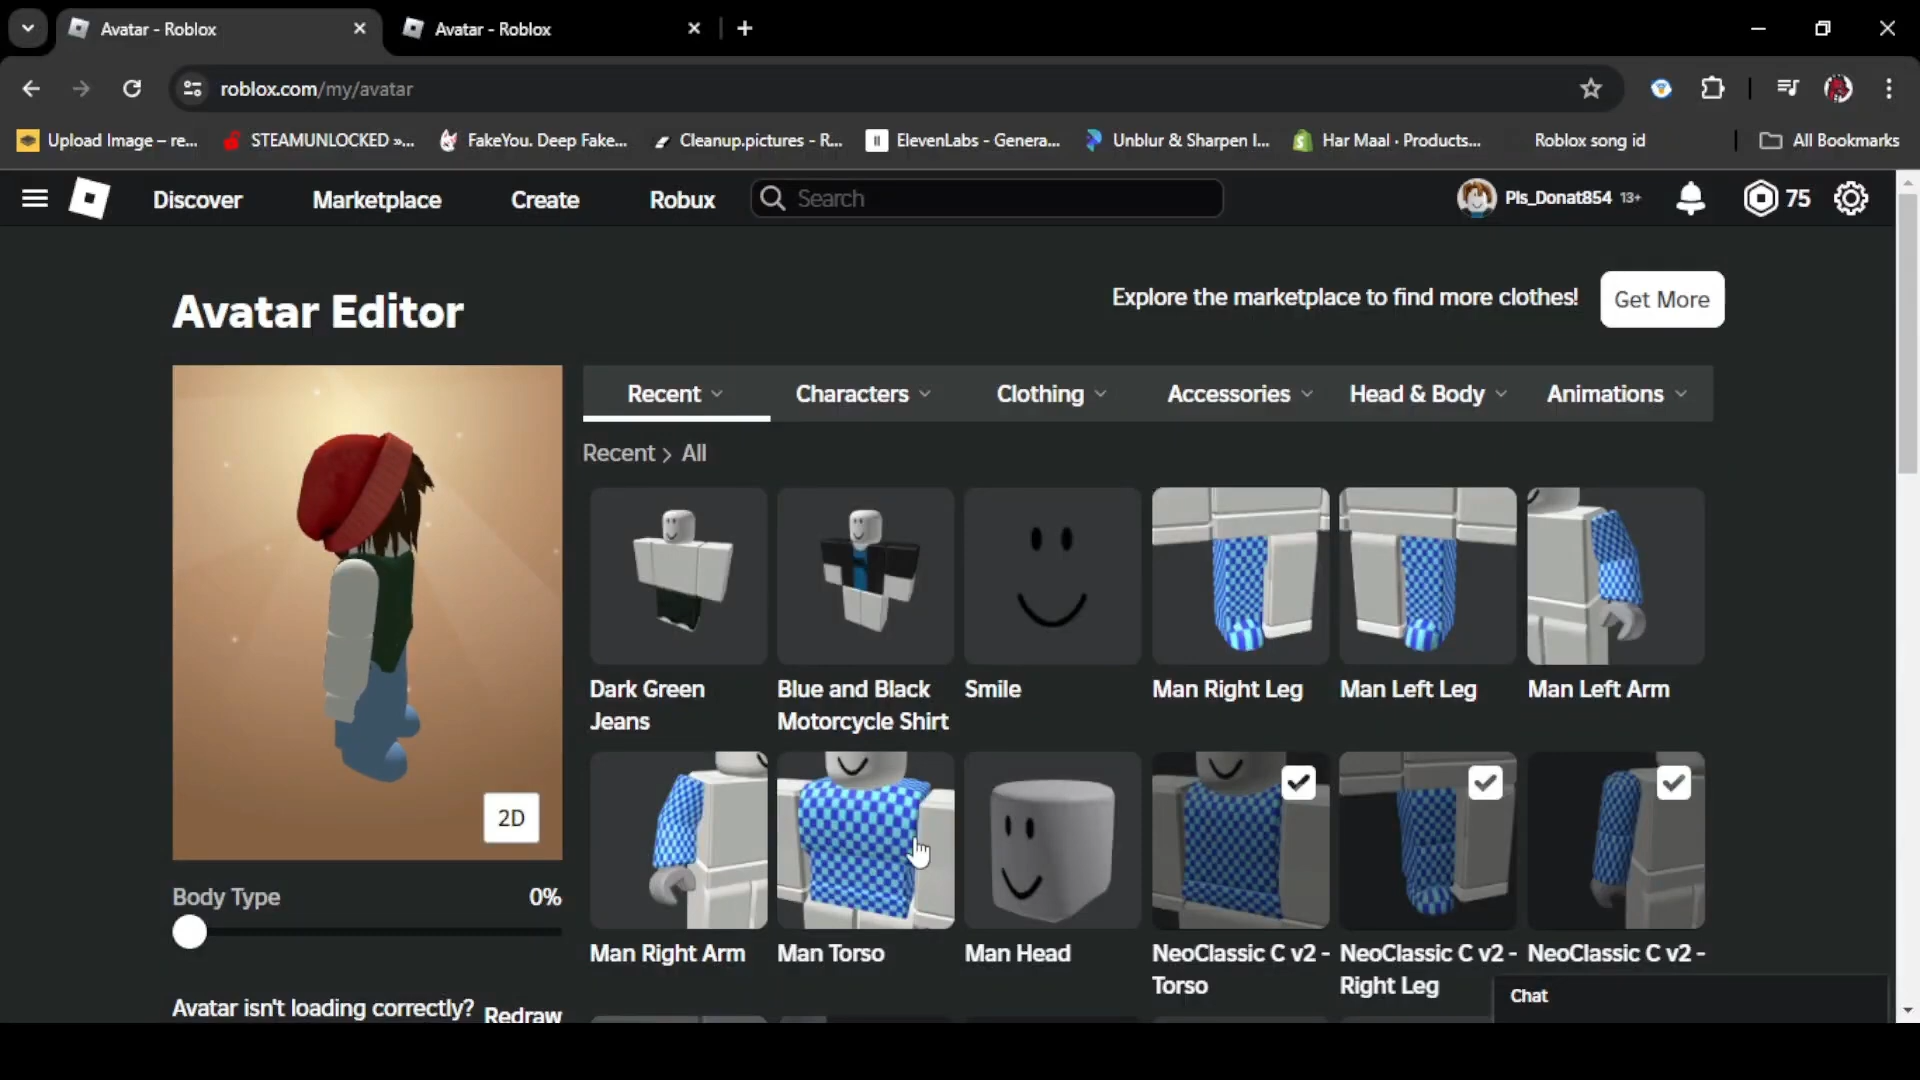 Avatar - Roblox
Avatar - Roblox
roblox.com/my/avatar
Upload Image – re...
STEAMUNLOCKED »...
FakeYou. Deep Fake...
Cleanup.pictures - R...
ElevenLabs - Genera...
Unblur & Sharpen I...
Har Maal · Products...
Roblox song id
All Bookmarks
Discover
Marketplace
Create
Robux
Search
Pls_Donat854 13+
75
Avatar Editor
Explore the marketplace to find more clothes!
Get More
Recent
Characters
Clothing
Accessories
Head & Body
Animations
Recent > All
Dark Green
Jeans
Blue and Black
Motorcycle Shirt
Smile
Man Right Leg
Man Left Leg
Man Left Arm
2D
Man Right Arm
Man Torso
Man Head
NeoClassic C v2 -
Torso
NeoClassic C v2 -
Right Leg
NeoClassic C v2 -
Body Type
0%
Avatar isn't loading correctly?
Redraw
Chat